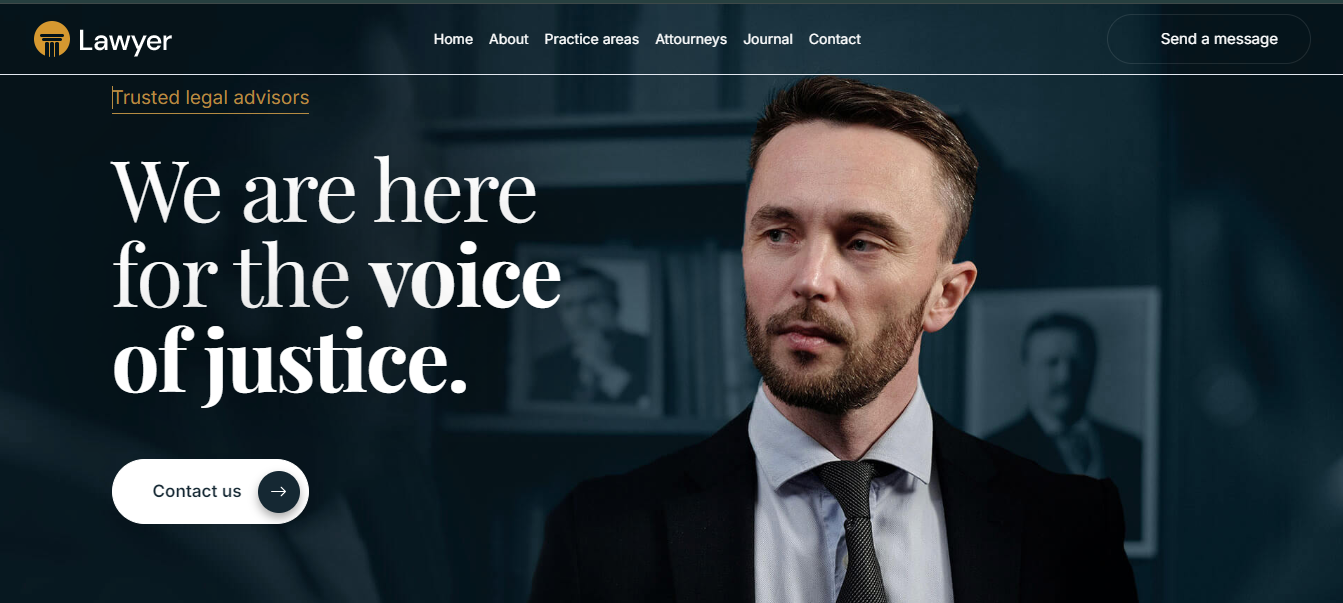 Lawyer
Home About Practice areas Attourneys Journal Contact
Send a message
Trusted legal advisors
We are here
for the voice
of justice.
Contact us